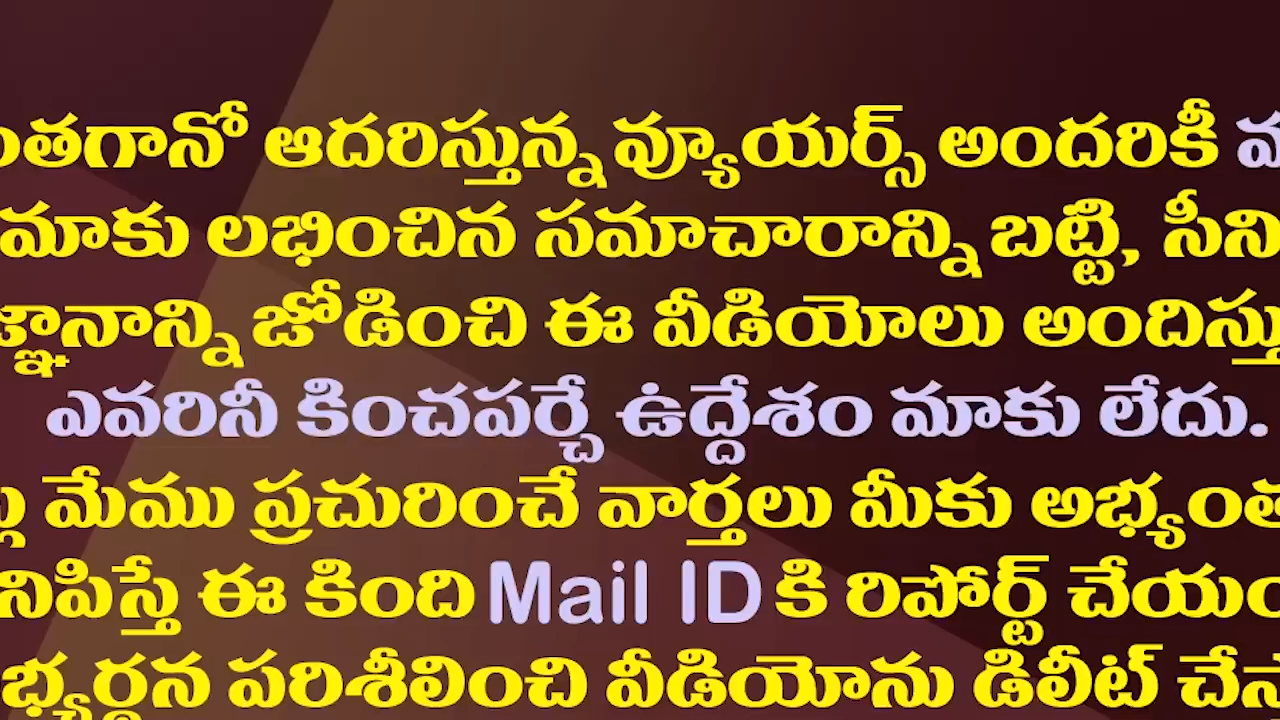 ంతగానో ఆదరిస్తున్న వ్యూయర్స్ అందరికీ
మాకు లభించిన సమాచారాన్ని బట్టి, సీని
జ్ఞానాన్ని జోడించి ఈ వీడియోలు అందిస్తు
ఎవరినీ కించపర్చే ఉద్దేశం మాకు లేదు.
మేము ప్రచురించే వార్తలు మీకు అభ్యంత
నిపిస్తే ఈ కింది Mail ID కి రిపోర్ట్ చేయం
భ్యర్థన పరిశీలించి వీడియోను డిలీట్ చేస